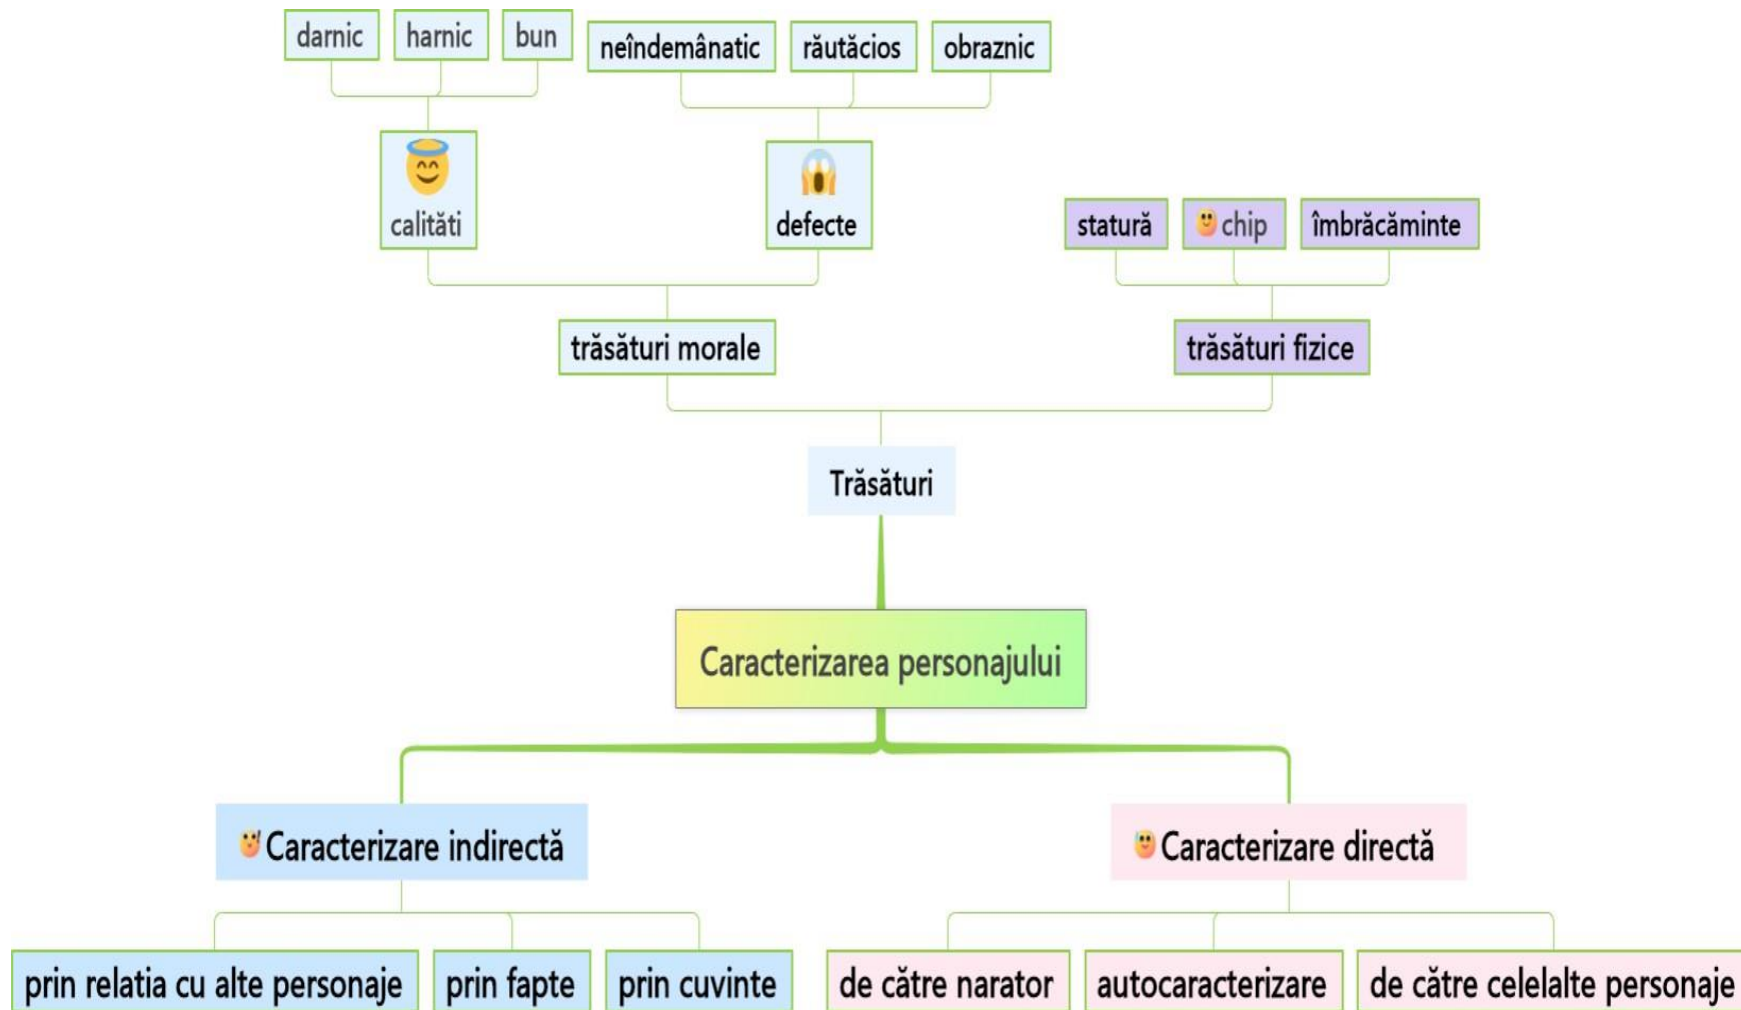 darnic
harnic
bun
neîndemânatic
răutăcios
obraznic
calităti
defecte
statură
chip
îmbrăcăminte
trăsături morale
trăsături fizice
Trăsături
Caracterizarea personajului
Caracterizare indirectă
Caracterizare directă
prin relatia cu alte personaje
prin fapte
prin cuvinte
de către narator
autocaracterizare
de către celelalte personaje